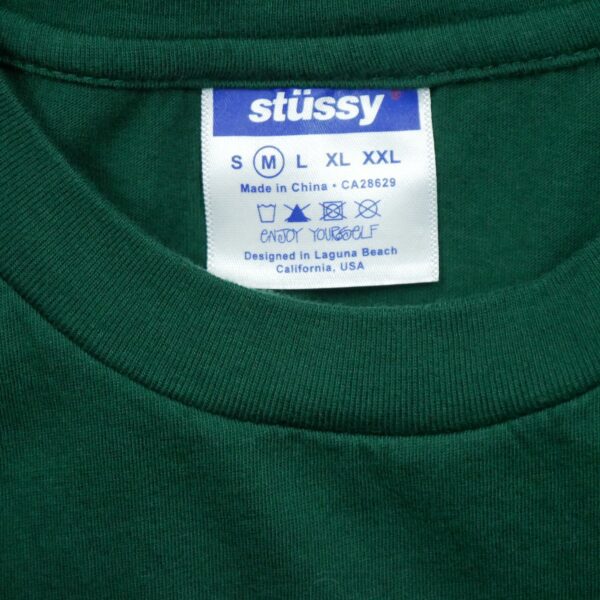 stüssy
S M L XL XXL
Made in China • CA28629
ENJOY YOURSELF
Designed in Laguna Beach
California, USA